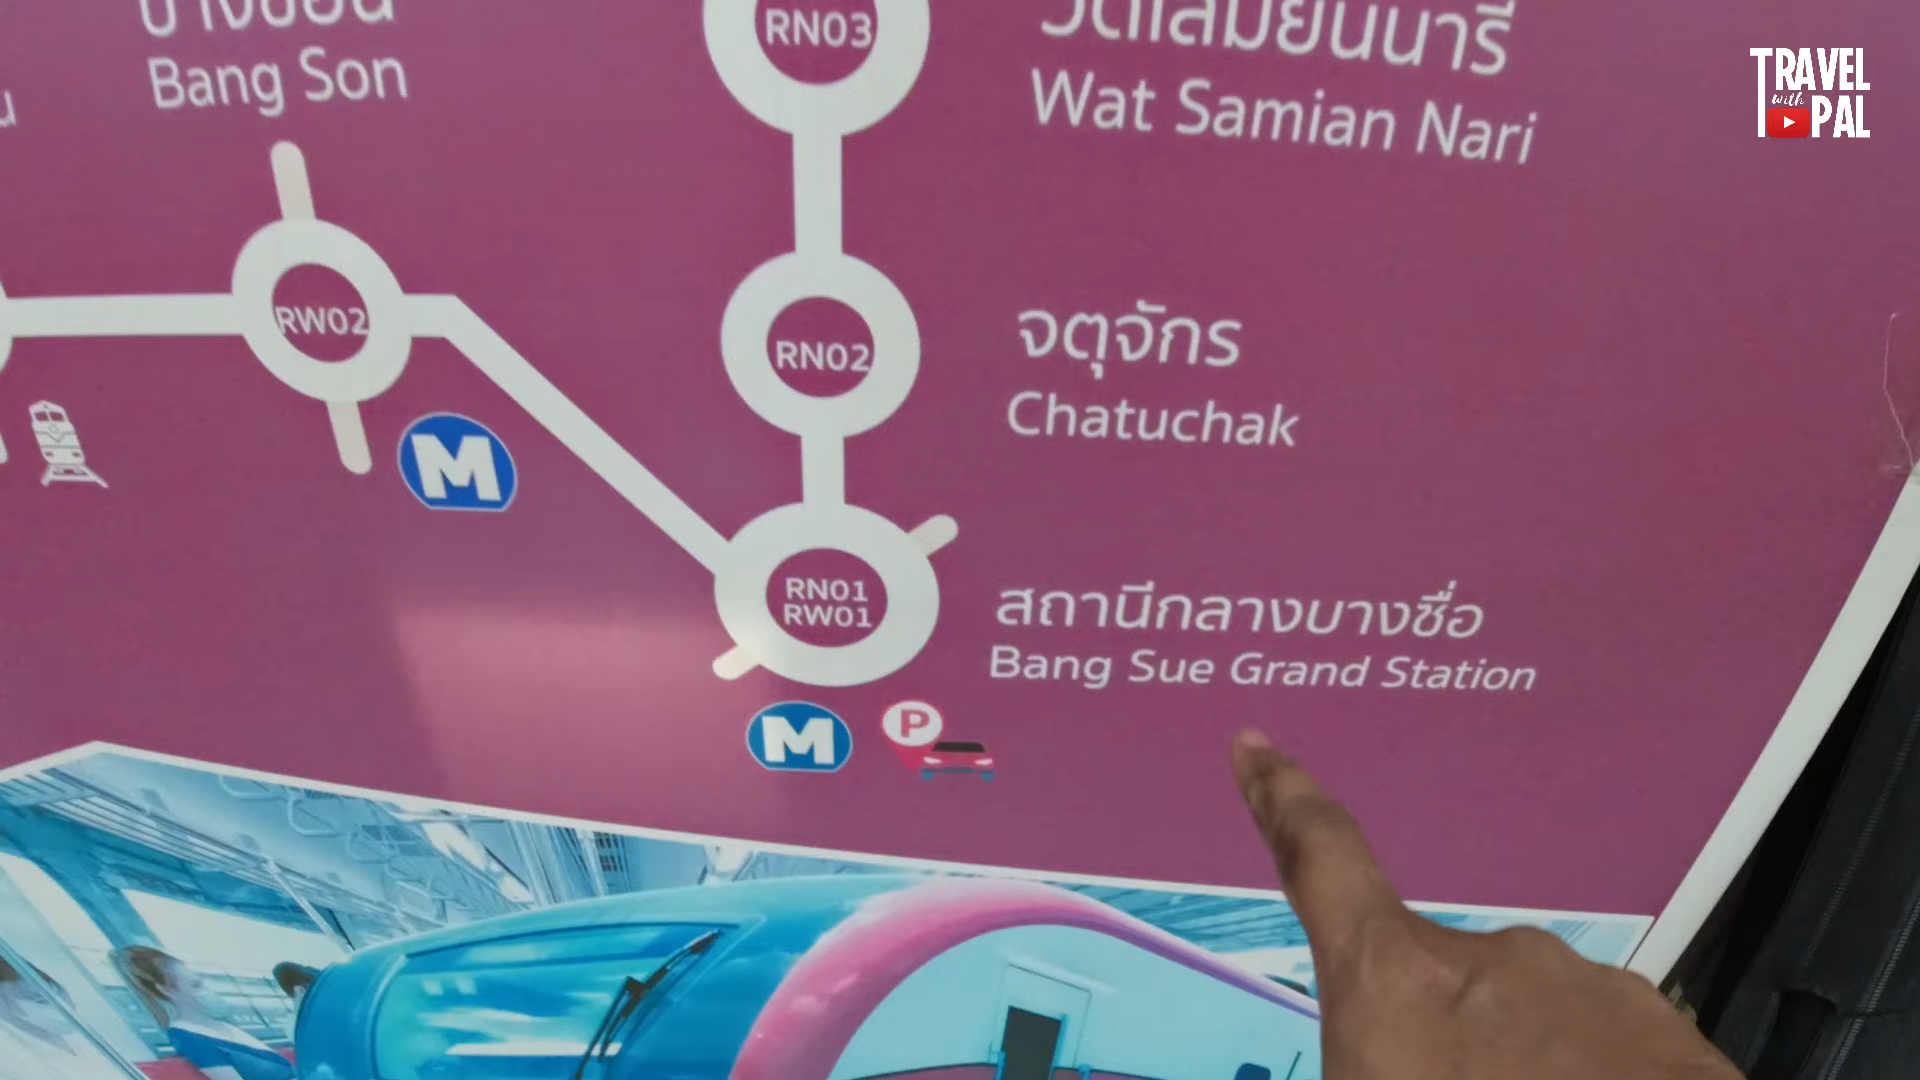 บางซ่อน
Bang Son
RN03
วัดเสมียนนารี
Wat Samian Nari
TRAVEL
with
PAL
RW02
RN02
จตุจักร
Chatuchak
M
RN01
RW01
สถานีกลางบางซื่อ
Bang Sue Grand Station
M
P